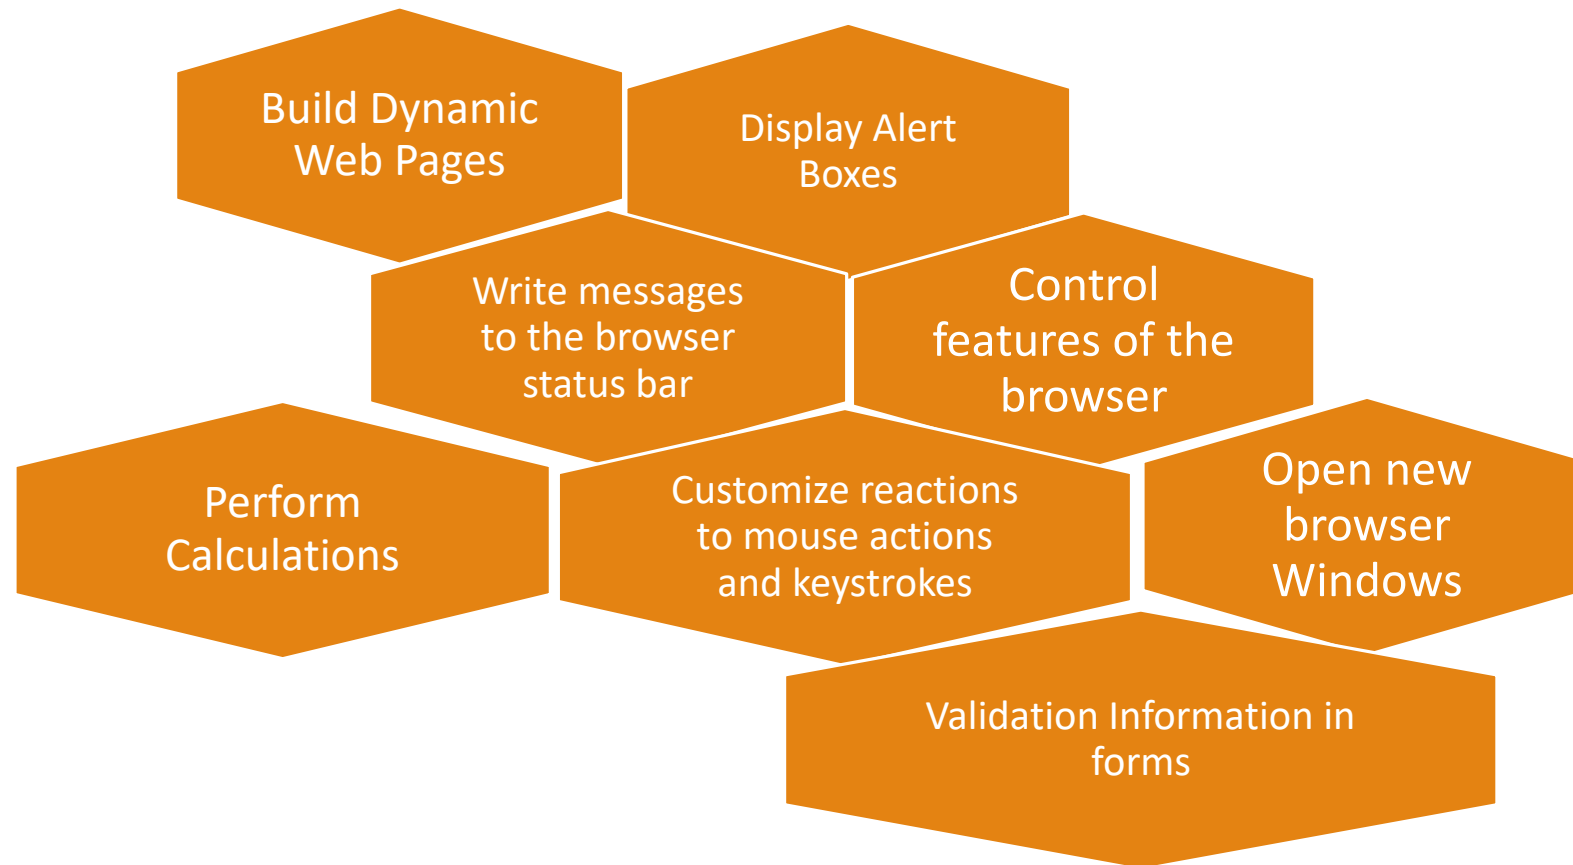 Build Dynamic
Web Pages
Display Alert
Boxes
Write messages
to the browser
status bar
Control
features of the
browser
Perform
Calculations
Customize reactions
to mouse actions
and keystrokes
Open new
browser
Windows
Validation Information in
forms